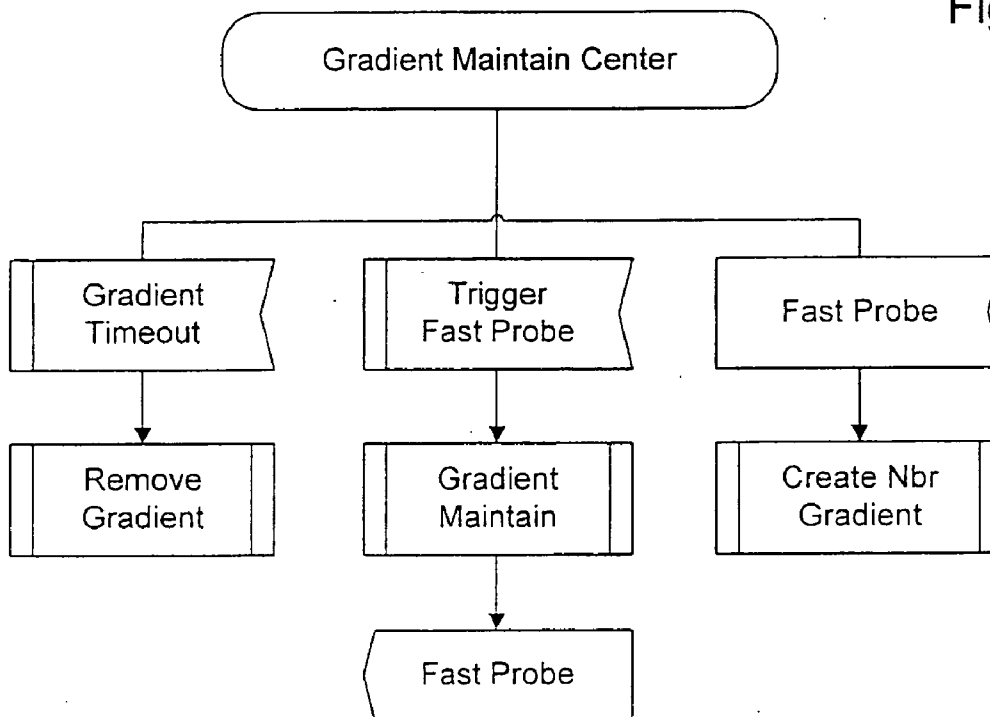 Fig
Gradient Maintain Center
Gradient
Timeout
Trigger
Fast Probe
Fast Probe
Remove
Gradient
Gradient
Maintain
Create Nbr
Gradient
Fast Probe